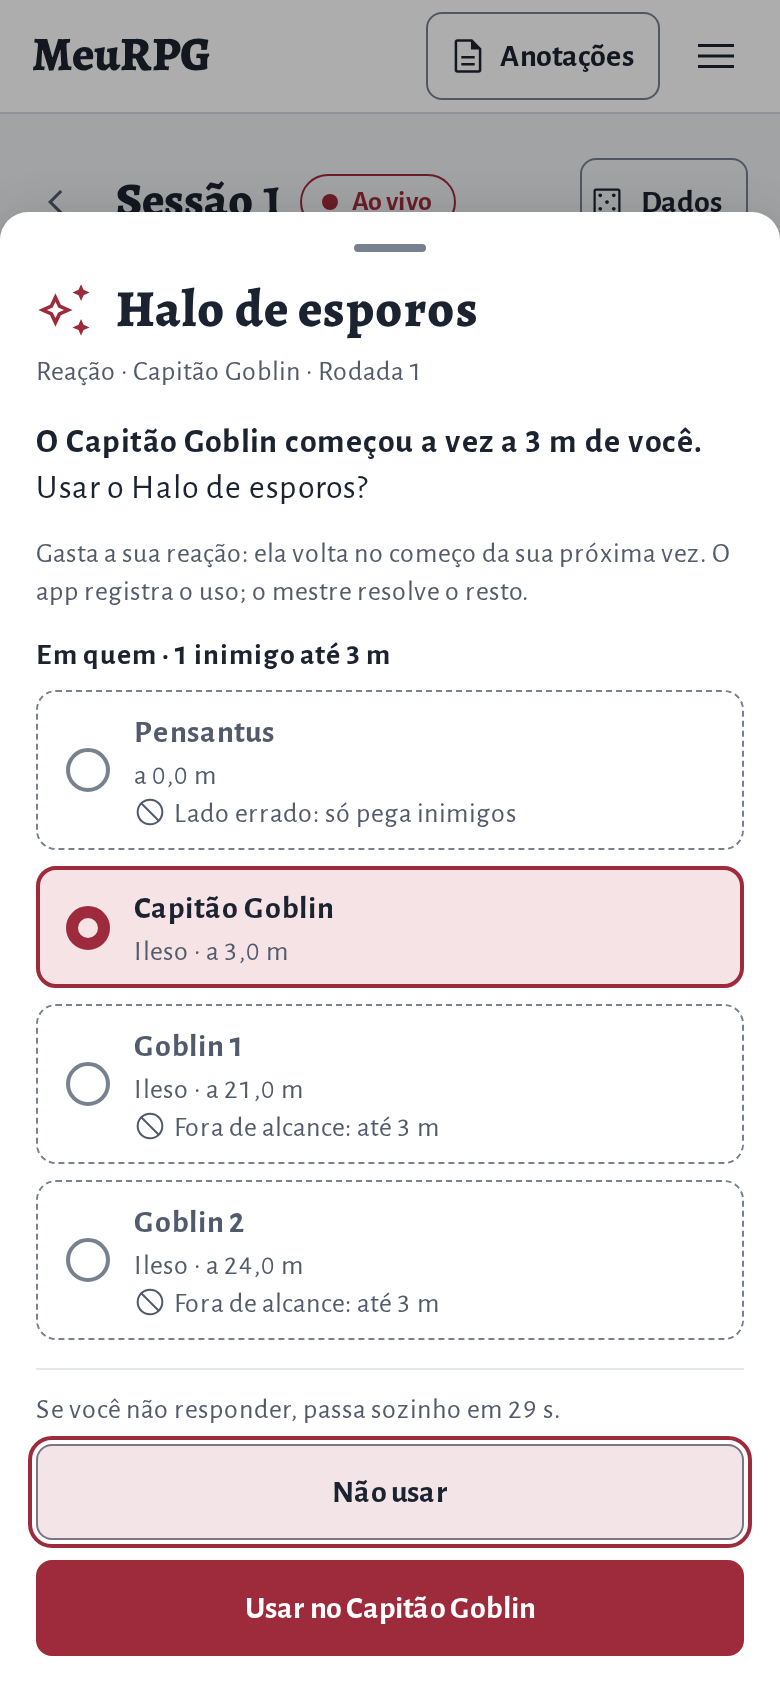 MeuRPG
Anotações
Sessão 1
Ao vivo
Dados
Halo de esporos
Reação · Capitão Goblin · Rodada 1
O Capitão Goblin começou a vez a 3 m de você.
Usar o Halo de esporos?
Gasta a sua reação: ela volta no começo da sua próxima vez. O
app registra o uso; o mestre resolve o resto.
Em quem · 1 inimigo até 3 m
Pensantus
a 0,0 m
Lado errado: só pega inimigos
Capitão Goblin
Ileso · a 3,0 m
Goblin 1
Ileso · a 21,0 m
Fora de alcance: até 3 m
Goblin 2
Ileso · a 24,0 m
Fora de alcance: até 3 m
Se você não responder, passa sozinho em 29 s.
Não usar
Usar no Capitão Goblin